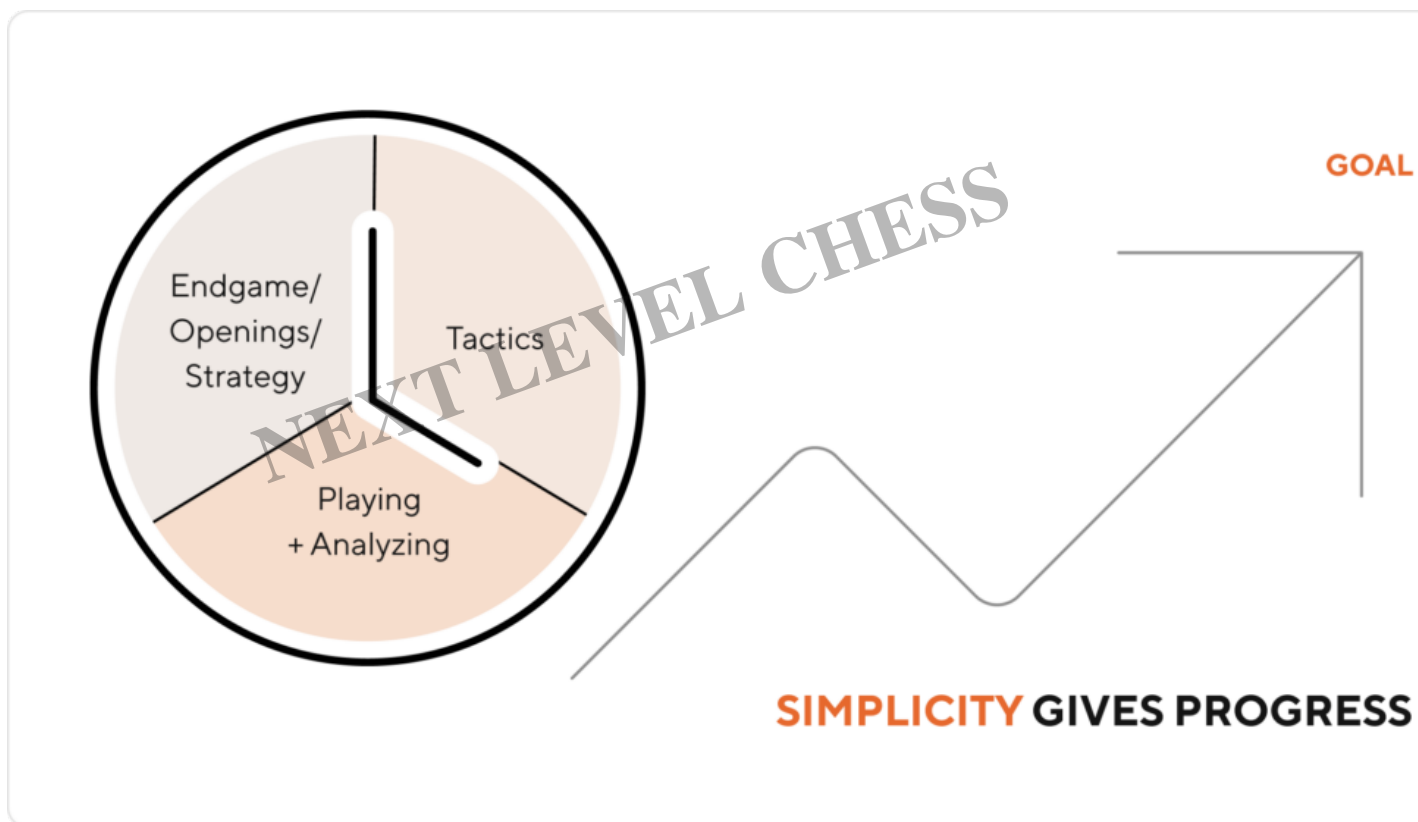 GOAL
Endgame/
Openings/
Strategy
Tactics
NEXT LEVEL CHESS
Playing
+ Analyzing
SIMPLICITY GIVES PROGRESS